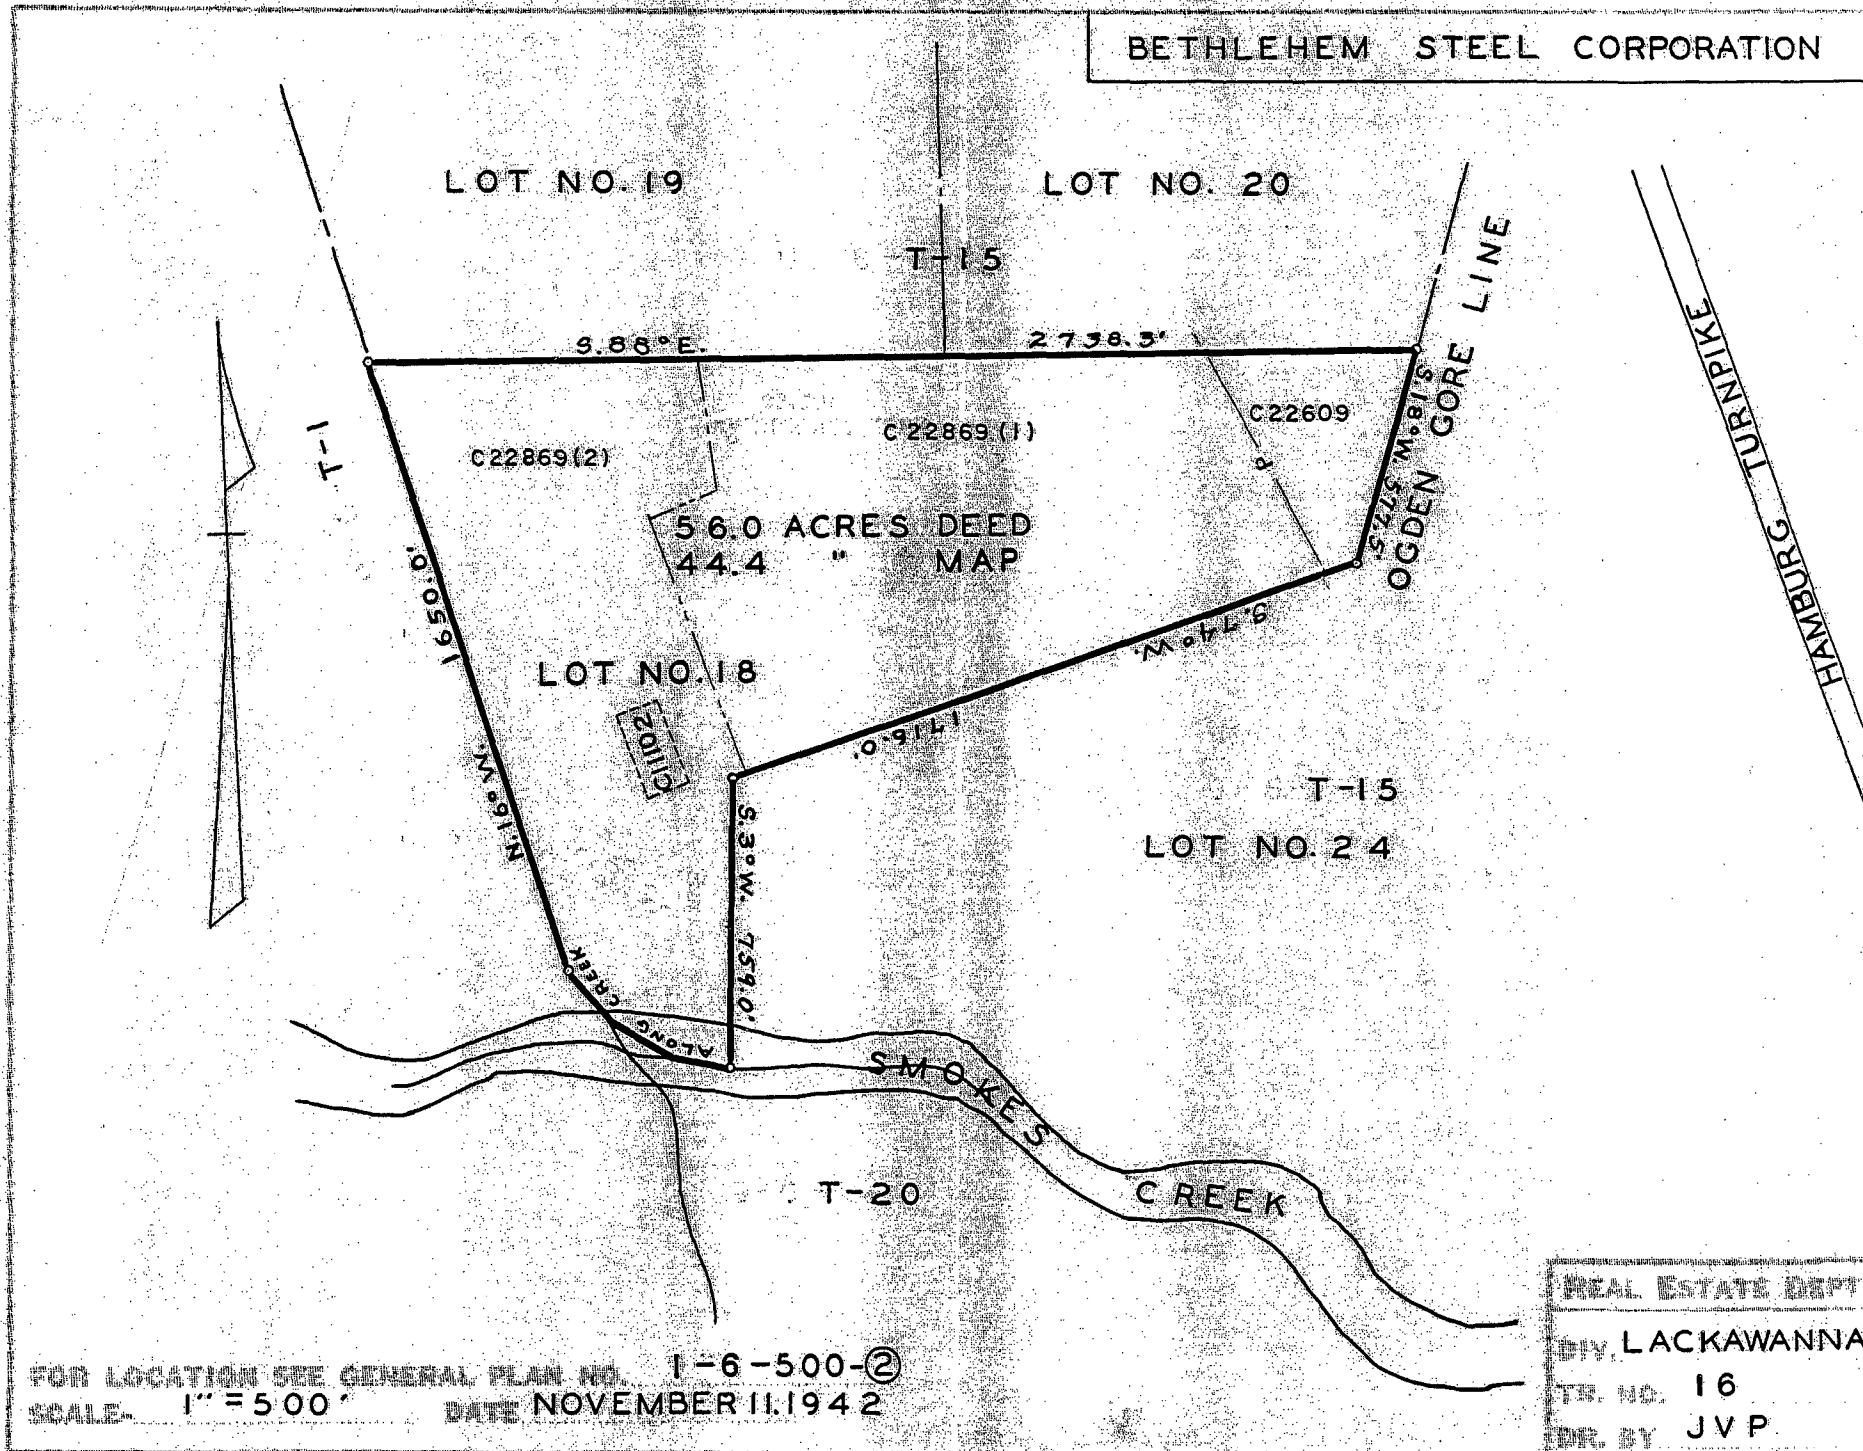 BETHLEHEM STEEL CORPORATION
LOT NO. 19
LOT NO. 20
T-15
S.88°E. 2738.3'
OGDEN GORE LINE
S.18°W. 577.5'
HAMBURG TURNPIKE
T-1
C22869(2)
C22869(1)
C22609
P
56.0 ACRES DEED
44.4 " MAP
N.16°W. 1650.0'
LOT NO. 18
C11102
S.74°W. 1716.0'
S.3°W. 759.0'
T-15
LOT NO. 24
ALONG CREEK
SMOKES CREEK
T-20
FOR LOCATION SEE GENERAL PLAN NO. 1-6-500-②
SCALE- 1"=500' DATE NOVEMBER 11.1942
REAL ESTATE DEPT
DIV. LACKAWANNA
TR. NO. 16
DR. BY JVP